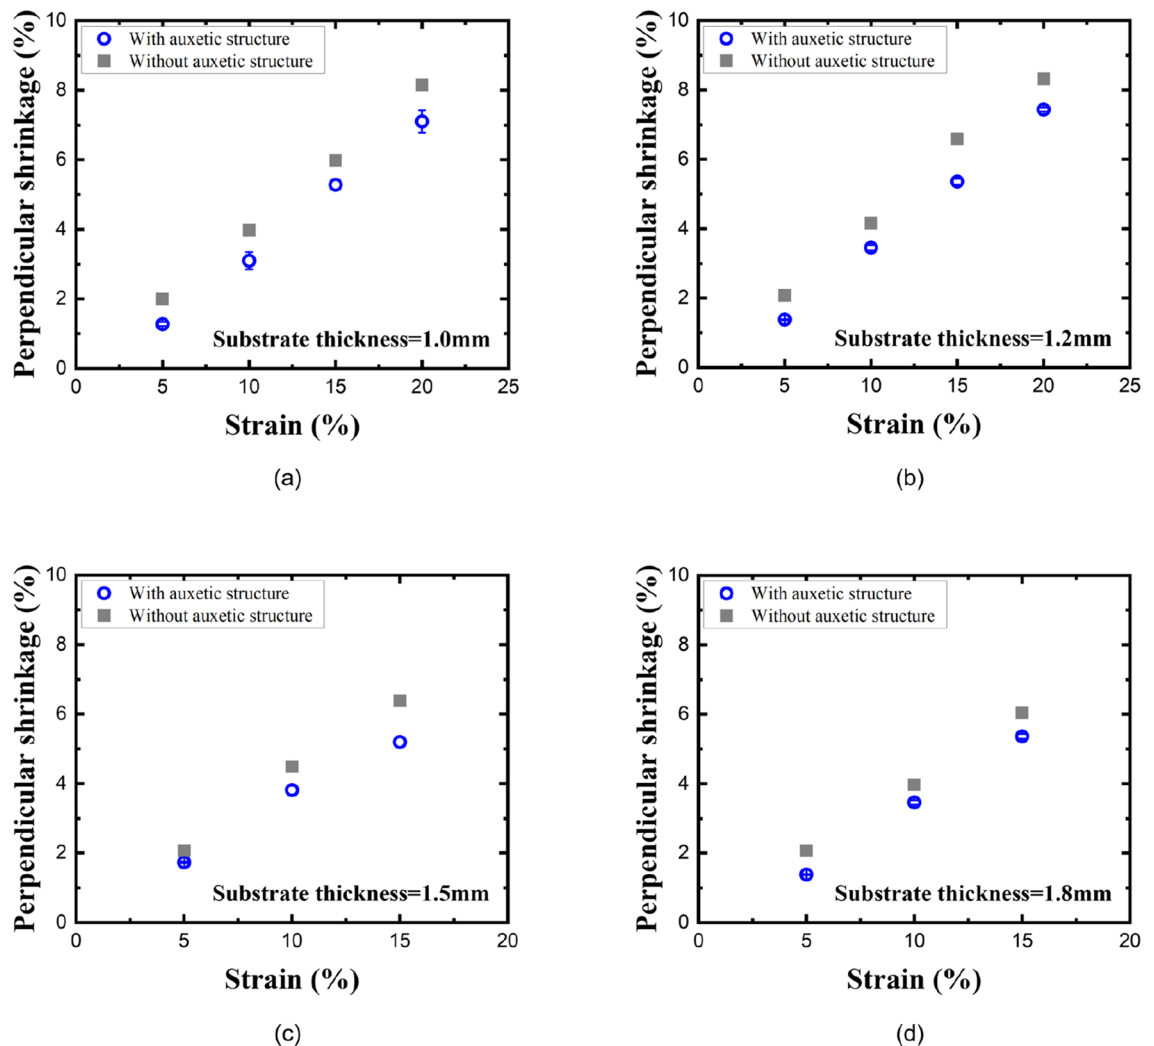 Perpendicular shrinkage (%)
10
8
6
4
2
0
With auxetic structure
Without auxetic structure
Substrate thickness=1.0mm
0 5 10 15 20 25
Strain (%)
(a)
Perpendicular shrinkage (%)
10
8
6
4
2
0
With auxetic structure
Without auxetic structure
Substrate thickness=1.2mm
0 5 10 15 20 25
Strain (%)
(b)
Perpendicular shrinkage (%)
10
8
6
4
2
0
With auxetic structure
Without auxetic structure
Substrate thickness=1.5mm
0 5 10 15 20
Strain (%)
(c)
Perpendicular shrinkage (%)
10
8
6
4
2
0
With auxetic structure
Without auxetic structure
Substrate thickness=1.8mm
0 5 10 15 20
Strain (%)
(d)